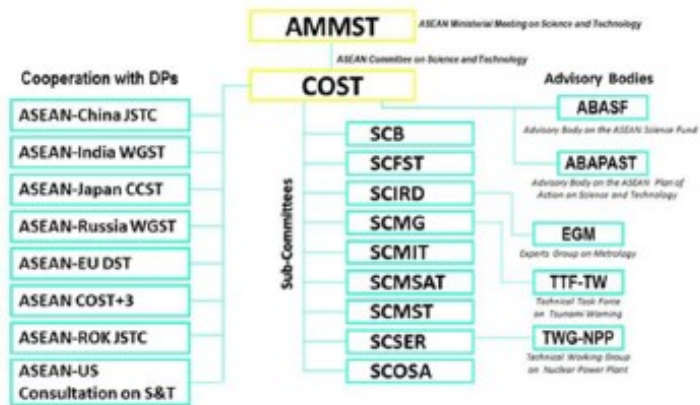 AMMST
ASEAN Ministerial Meeting on Science and Technology
ASEAN Committee on Science and Technology
COST
Cooperation with DPs
ASEAN-China JSTC
ASEAN-India WGST
ASEAN-Japan CCST
ASEAN-Russia WGST
ASEAN-EU DST
ASEAN COST+3
ASEAN-ROK JSTC
ASEAN-US
Consultation on S&T
Sub-Committees
SCB
SCFST
SCIRD
SCMG
SCMIT
SCMSAT
SCMST
SCSER
SCOSA
Advisory Bodies
ABASF
Advisory Body on the ASEAN Science Fund
ABAPAST
Advisory Body on the ASEAN Plan of
Action on Science and Technology
EGM
Experts Group on Metrology
TTF-TW
Technical Task Force
on Tsunami Warning
TWG-NPP
Technical Working Group
on Nuclear Power Plant